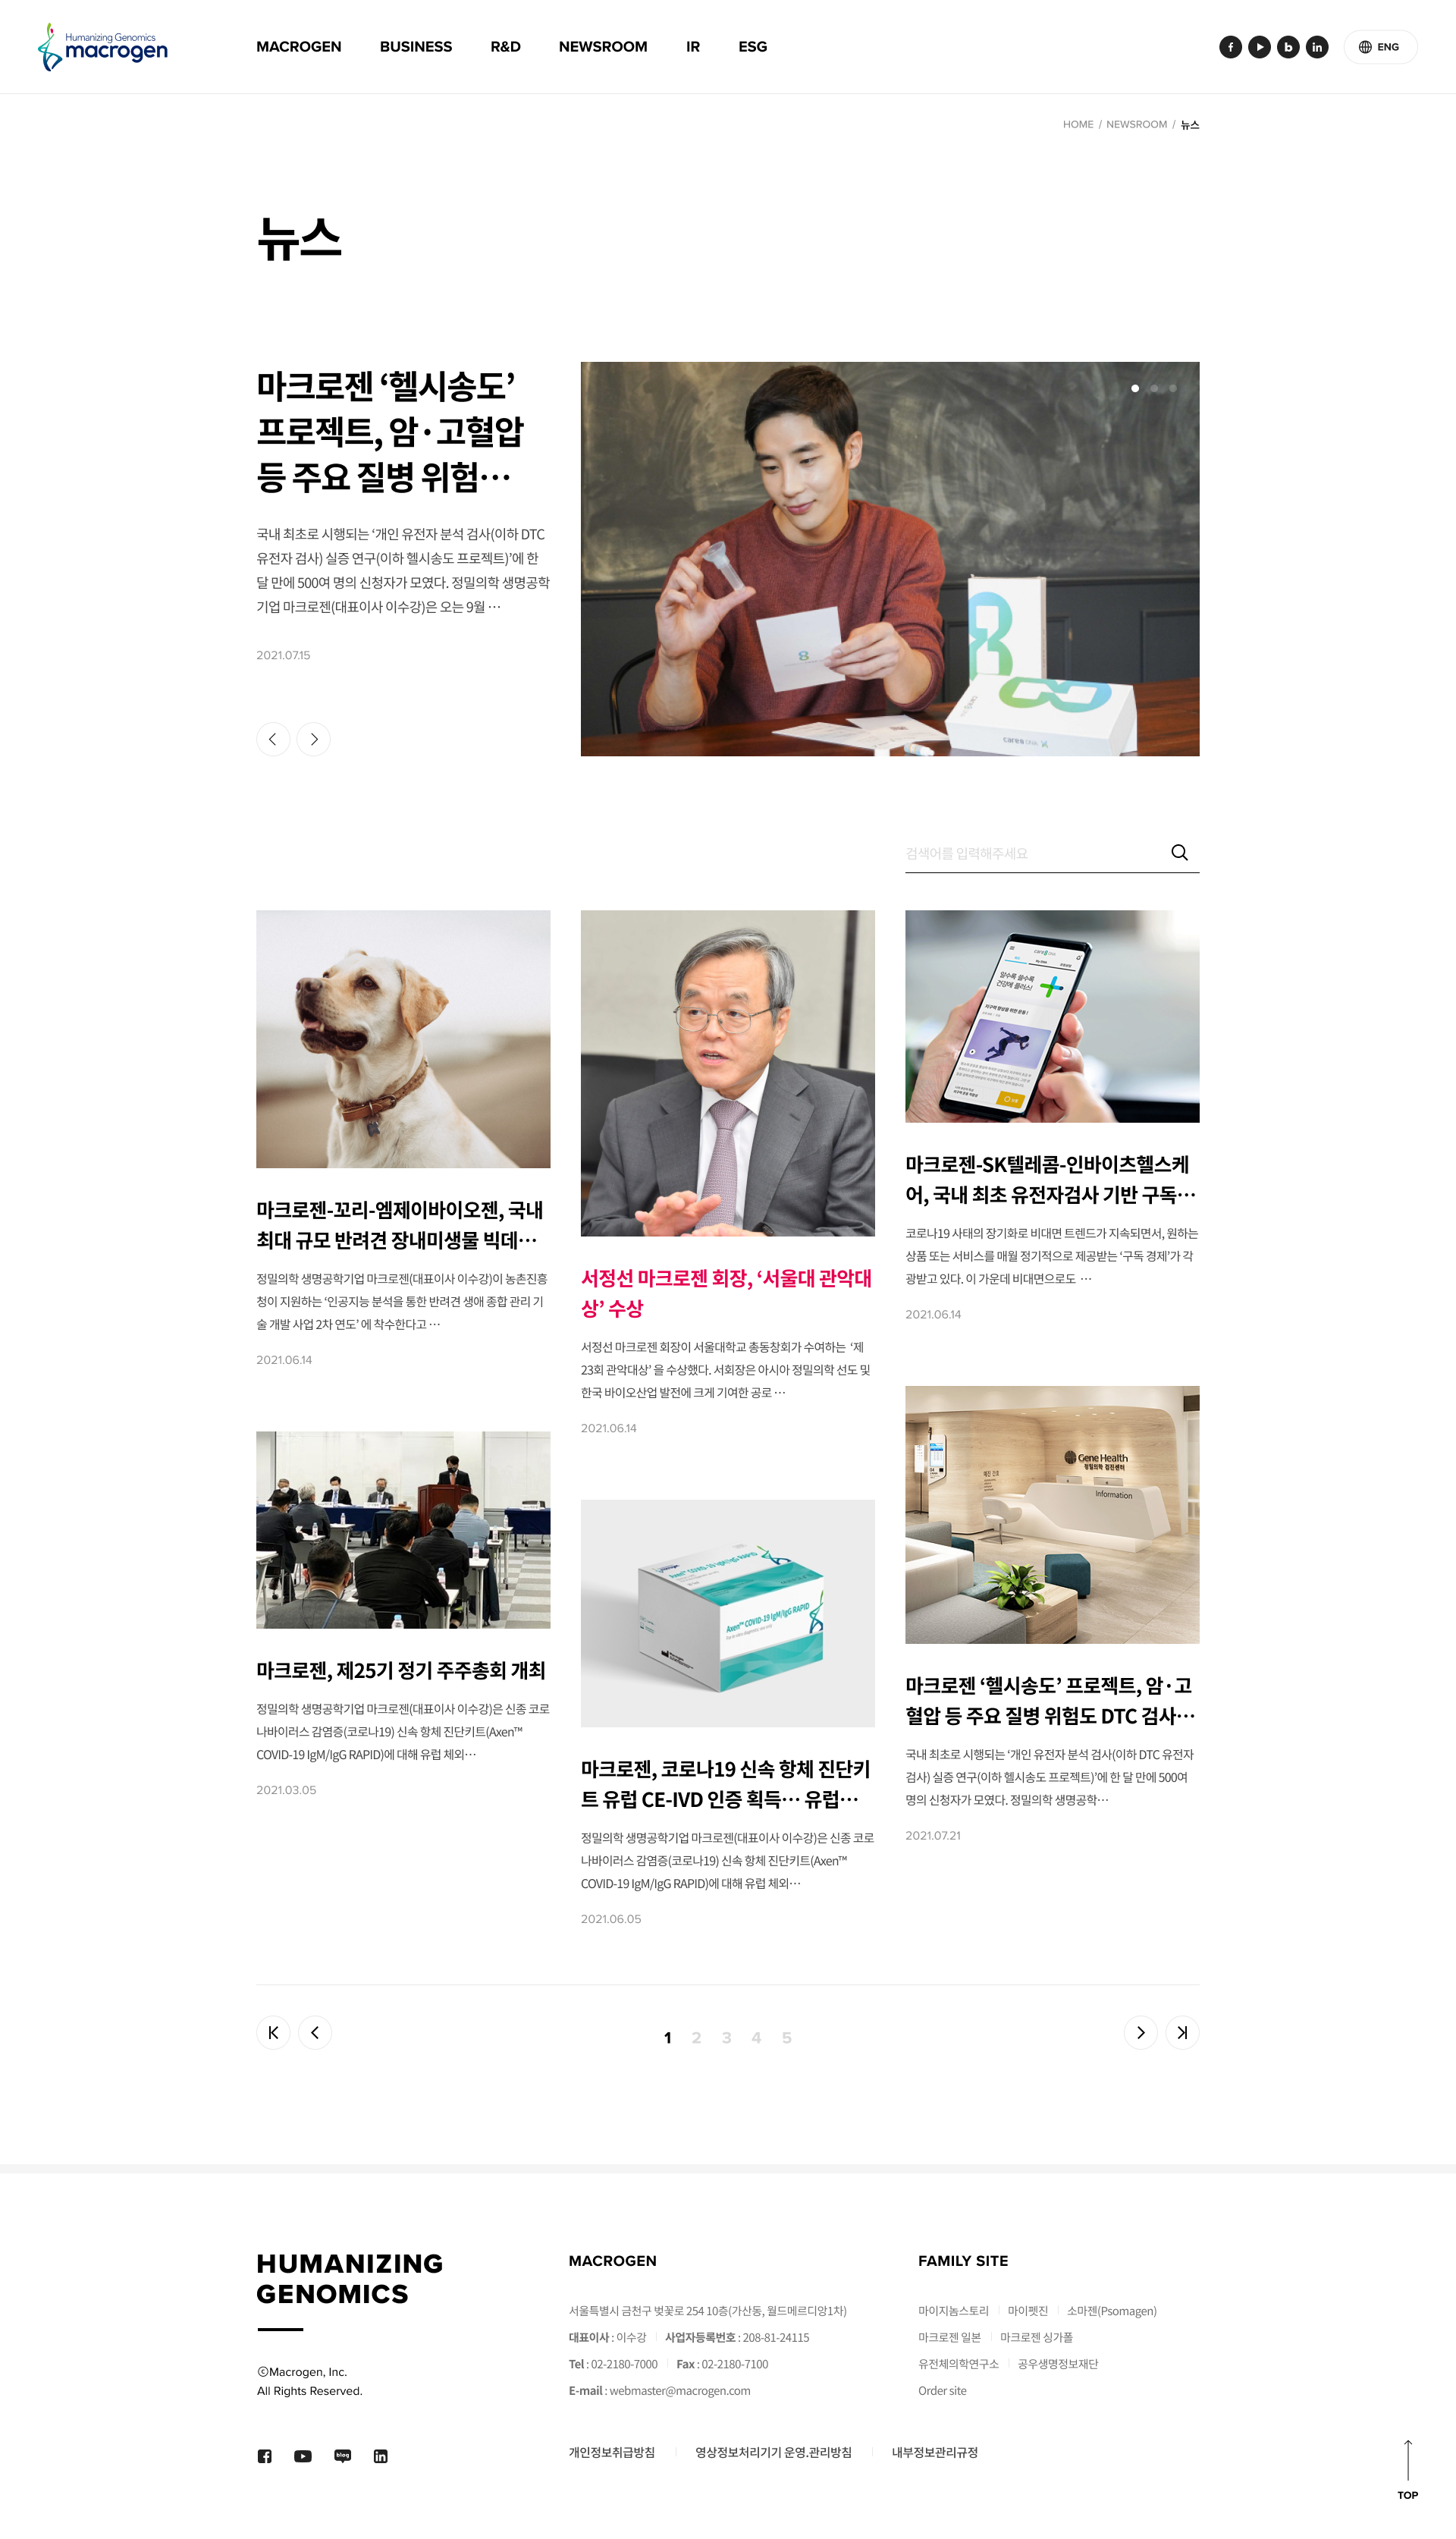 Humanizing Genomics
macrogen
MACROGEN
BUSINESS
R&D
NEWSROOM
IR
ESG
ENG
HOME / NEWSROOM / 뉴스
뉴스
마크로젠 ‘헬시송도’
프로젝트, 암·고혈압
등 주요 질병 위험…
국내 최초로 시행되는 ‘개인 유전자 분석 검사(이하 DTC
유전자 검사) 실증 연구(이하 헬시송도 프로젝트)’에 한
달 만에 500여 명의 신청자가 모였다. 정밀의학 생명공학
기업 마크로젠(대표이사 이수강)은 오는 9월 …
2021.07.15
검색어를 입력해주세요
마크로젠-꼬리-엠제이바이오젠, 국내
최대 규모 반려견 장내미생물 빅데…
정밀의학 생명공학기업 마크로젠(대표이사 이수강)이 농촌진흥
청이 지원하는 ‘인공지능 분석을 통한 반려견 생애 종합 관리 기
술 개발 사업 2차 연도’ 에 착수한다고 …
2021.06.14
서정선 마크로젠 회장, ‘서울대 관악대
상’ 수상
서정선 마크로젠 회장이 서울대학교 총동창회가 수여하는 ‘제
23회 관악대상’ 을 수상했다. 서회장은 아시아 정밀의학 선도 및
한국 바이오산업 발전에 크게 기여한 공로 …
2021.06.14
알수록 쓸수록
건강에 플러스!
마크로젠-SK텔레콤-인바이츠헬스케
어, 국내 최초 유전자검사 기반 구독…
코로나19 사태의 장기화로 비대면 트렌드가 지속되면서, 원하는
상품 또는 서비스를 매월 정기적으로 제공받는 ‘구독 경제’가 각
광받고 있다. 이 가운데 비대면으로도 …
2021.06.14
마크로젠, 제25기 정기 주주총회 개최
정밀의학 생명공학기업 마크로젠(대표이사 이수강)은 신종 코로
나바이러스 감염증(코로나19) 신속 항체 진단키트(Axen™
COVID-19 IgM/IgG RAPID)에 대해 유럽 체외…
2021.03.05
Axen™ COVID-19 IgM/IgG RAPID
마크로젠, 코로나19 신속 항체 진단키
트 유럽 CE-IVD 인증 획득… 유럽…
정밀의학 생명공학기업 마크로젠(대표이사 이수강)은 신종 코로
나바이러스 감염증(코로나19) 신속 항체 진단키트(Axen™
COVID-19 IgM/IgG RAPID)에 대해 유럽 체외…
2021.06.05
Gene Health
정밀의학 검진센터
Information
마크로젠 ‘헬시송도’ 프로젝트, 암·고
혈압 등 주요 질병 위험도 DTC 검사…
국내 최초로 시행되는 ‘개인 유전자 분석 검사(이하 DTC 유전자
검사) 실증 연구(이하 헬시송도 프로젝트)’에 한 달 만에 500여
명의 신청자가 모였다. 정밀의학 생명공학…
2021.07.21
1 2 3 4 5
HUMANIZING
GENOMICS
ⓒMacrogen, Inc.
All Rights Reserved.
blog
MACROGEN
서울특별시 금천구 벚꽃로 254 10층(가산동, 월드메르디앙1차)
대표이사 : 이수강 사업자등록번호 : 208-81-24115
Tel : 02-2180-7000 Fax : 02-2180-7100
E-mail : webmaster@macrogen.com
FAMILY SITE
마이지놈스토리 마이펫진 소마젠(Psomagen)
마크로젠 일본 마크로젠 싱가폴
유전체의학연구소 공우생명정보재단
Order site
개인정보취급방침 영상정보처리기기 운영.관리방침 내부정보관리규정
TOP